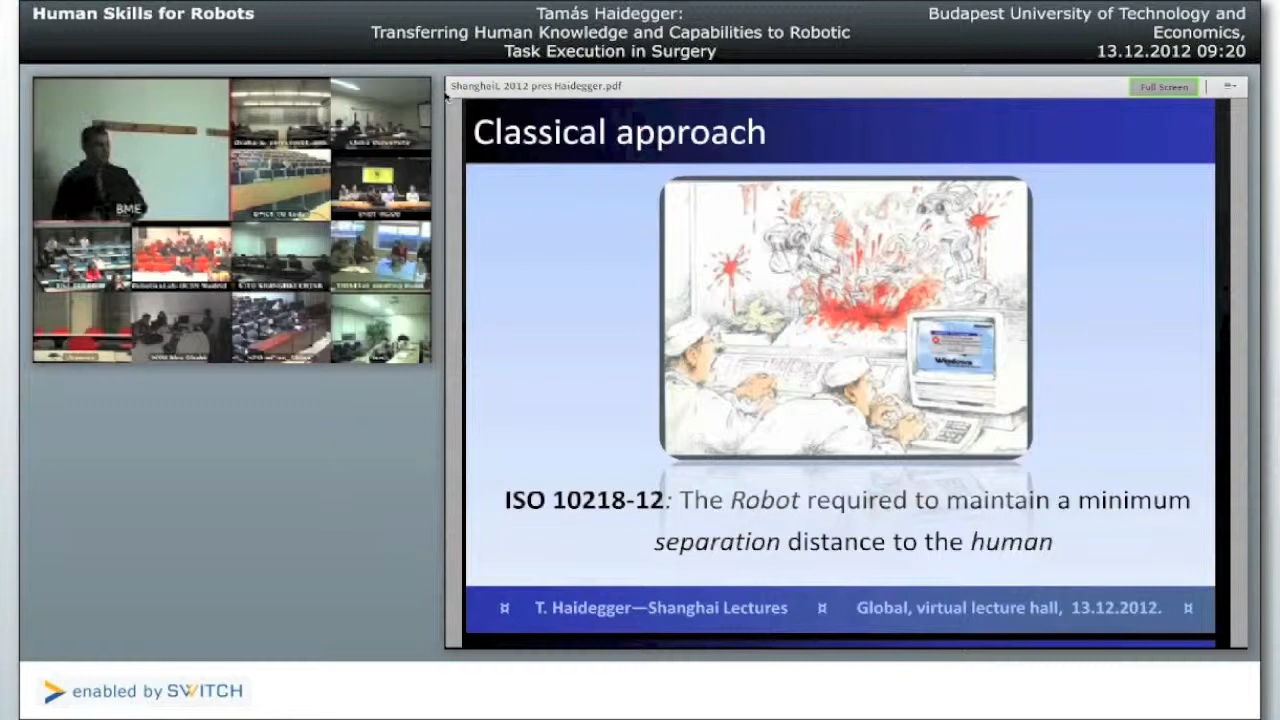 Human Skills for Robots
Tamás Haidegger:
Transferring Human Knowledge and Capabilities to Robotic
Task Execution in Surgery
Budapest University of Technology and
Economics,
13.12.2012 09:20
ShanghaiL 2012 pres Haidegger.pdf
Full Screen
BME
Classical approach
Windows
ISO 10218-12: The Robot required to maintain a minimum
separation distance to the human
¤ T. Haidegger—Shanghai Lectures ¤ Global, virtual lecture hall, 13.12.2012. ¤
enabled by SWITCH